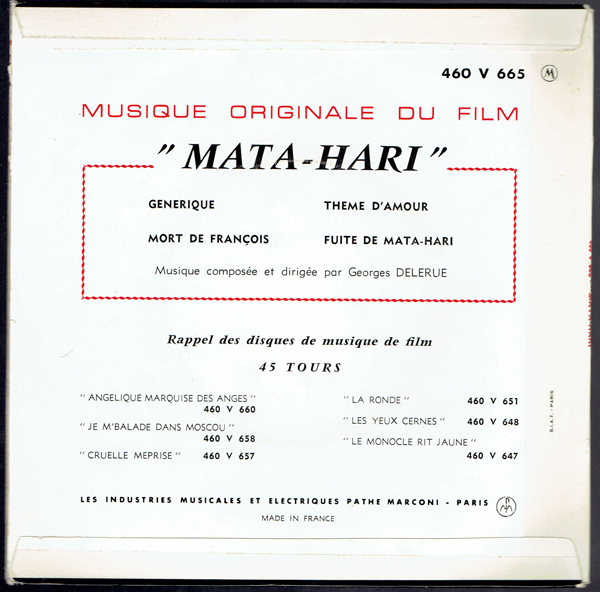 460 V 665 M
MUSIQUE ORIGINALE DU FILM
" MATA-HARI "
GENERIQUE THEME D'AMOUR
MORT DE FRANÇOIS FUITE DE MATA-HARI
Musique composée et dirigée par Georges DELERUE
Rappel des disques de musique de film
45 TOURS
" ANGELIQUE MARQUISE DES ANGES "
460 V 660
" JE M'BALADE DANS MOSCOU "
460 V 658
" CRUELLE MEPRISE " 460 V 657
" LA RONDE " 460 V 651
" LES YEUX CERNES " 460 V 648
" LE MONOCLE RIT JAUNE "
460 V 647
LES INDUSTRIES MUSICALES ET ELECTRIQUES PATHE MARCONI - PARIS
MADE IN FRANCE
S.I.A.T. - PARIS